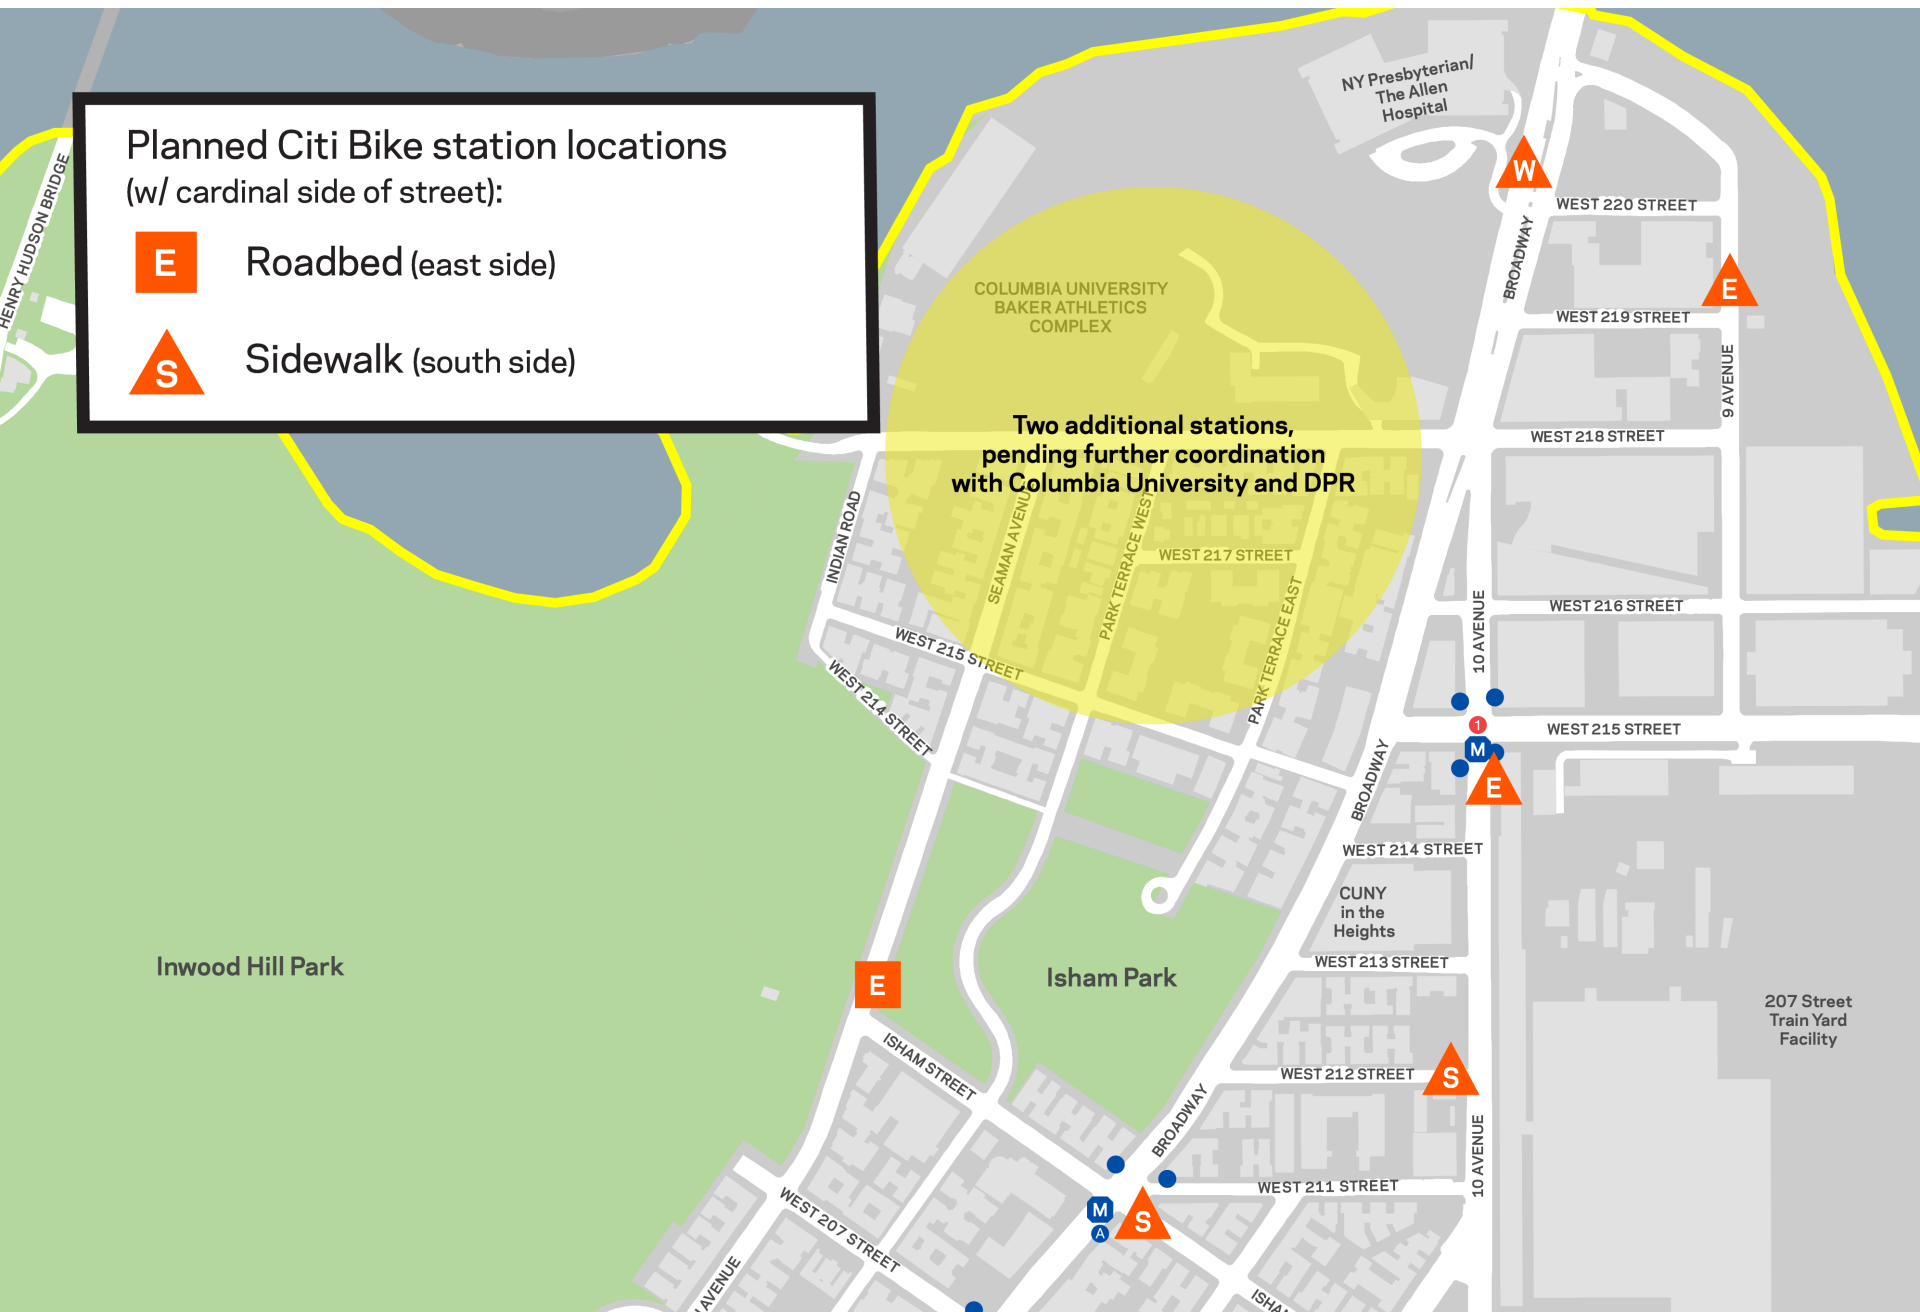 Planned Citi Bike station locations
(w/ cardinal side of street):
E
Roadbed (east side)
S
Sidewalk (south side)
HENRY HUDSON BRIDGE
NY Presbyterian/
The Allen
Hospital
W
WEST 220 STREET
BROADWAY
E
COLUMBIA UNIVERSITY
BAKER ATHLETICS
COMPLEX
WEST 219 STREET
9 AVENUE
Two additional stations,
pending further coordination
with Columbia University and DPR
WEST 218 STREET
INDIAN ROAD
SEAMAN AVENUE
PARK TERRACE WEST
WEST 217 STREET
PARK TERRACE EAST
WEST 216 STREET
10 AVENUE
WEST 215 STREET
WEST 214 STREET
1
M
WEST 215 STREET
E
BROADWAY
WEST 214 STREET
CUNY
in the
Heights
WEST 213 STREET
Inwood Hill Park
Isham Park
E
207 Street
Train Yard
Facility
ISHAM STREET
WEST 212 STREET
S
BROADWAY
10 AVENUE
WEST 211 STREET
M
A
S
WEST 207 STREET
AVENUE
ISHA